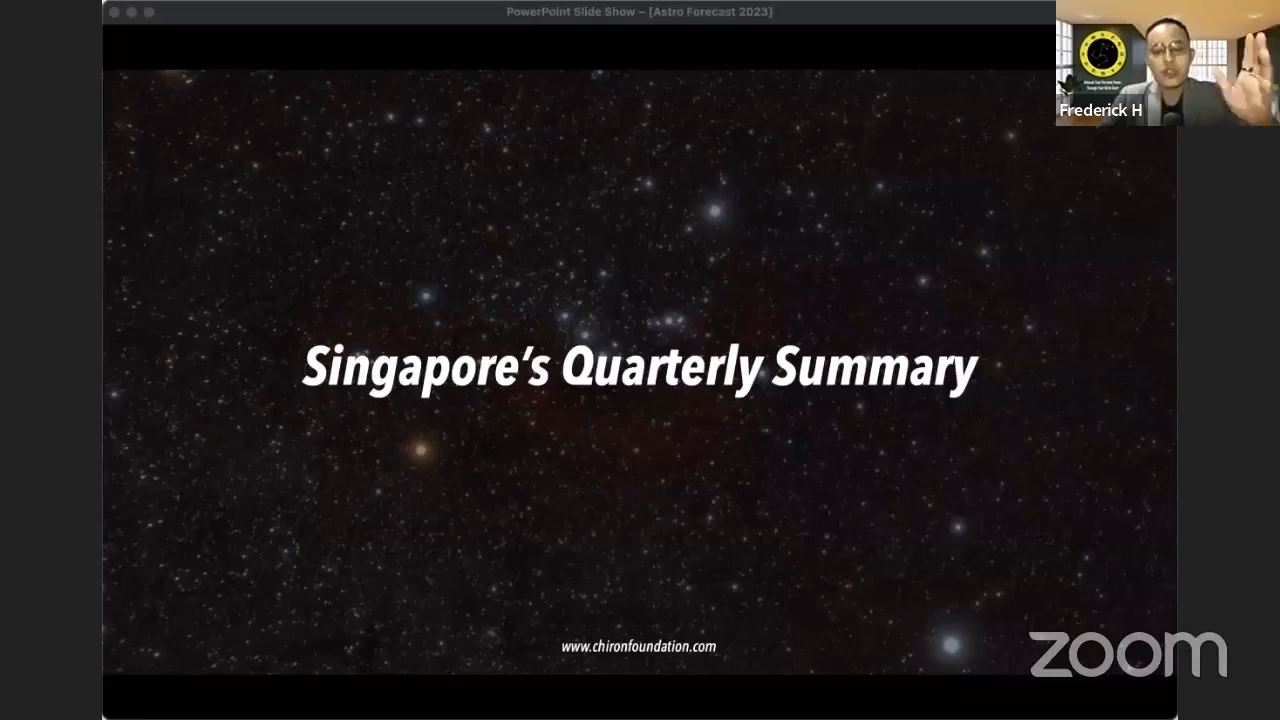 PowerPoint Slide Show – [Astro Forecast 2023]
Frederick H
Singapore's Quarterly Summary
www.chironfoundation.com
zoom